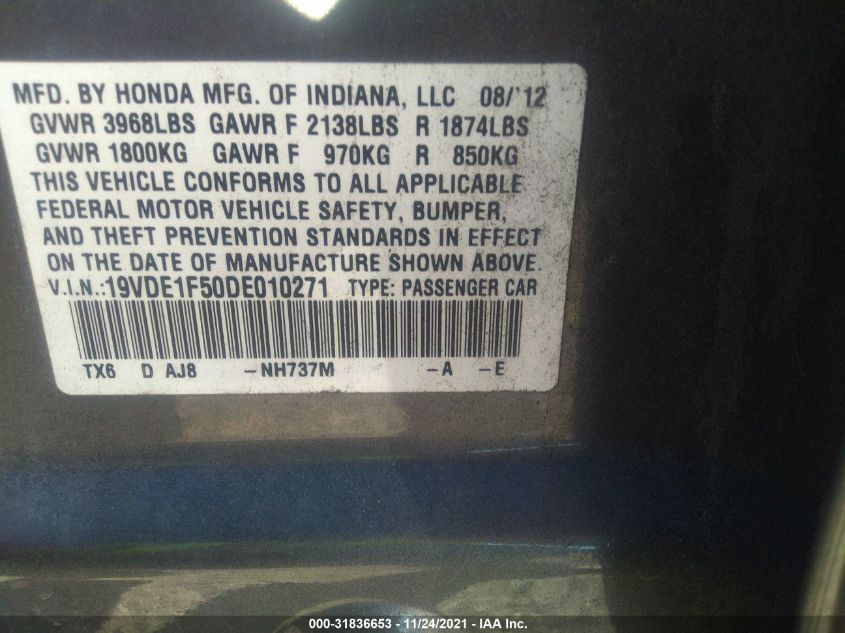 MFD. BY HONDA MFG. OF INDIANA, LLC 08/'12
GVWR 3968LBS GAWR F 2138LBS R 1874LBS
GVWR 1800KG GAWR F 970KG R 850KG
THIS VEHICLE CONFORMS TO ALL APPLICABLE
FEDERAL MOTOR VEHICLE SAFETY, BUMPER,
AND THEFT PREVENTION STANDARDS IN EFFECT
ON THE DATE OF MANUFACTURE SHOWN ABOVE.
V.I.N.:19VDE1F50DE010271 TYPE: PASSENGER CAR
TX6 D AJ8 -NH737M -A -E
000-31836653 - 11/24/2021 - IAA Inc.